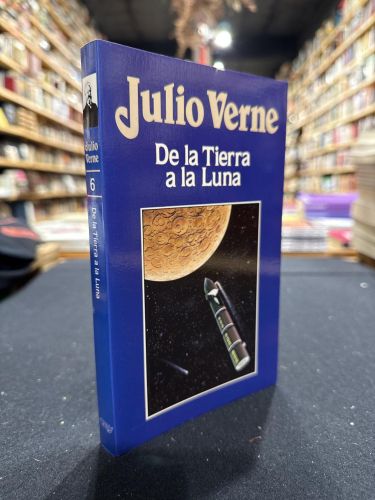 Julio Verne
De la Tierra
a la Luna
Julio
Verne
6
De la Tierra a la Luna